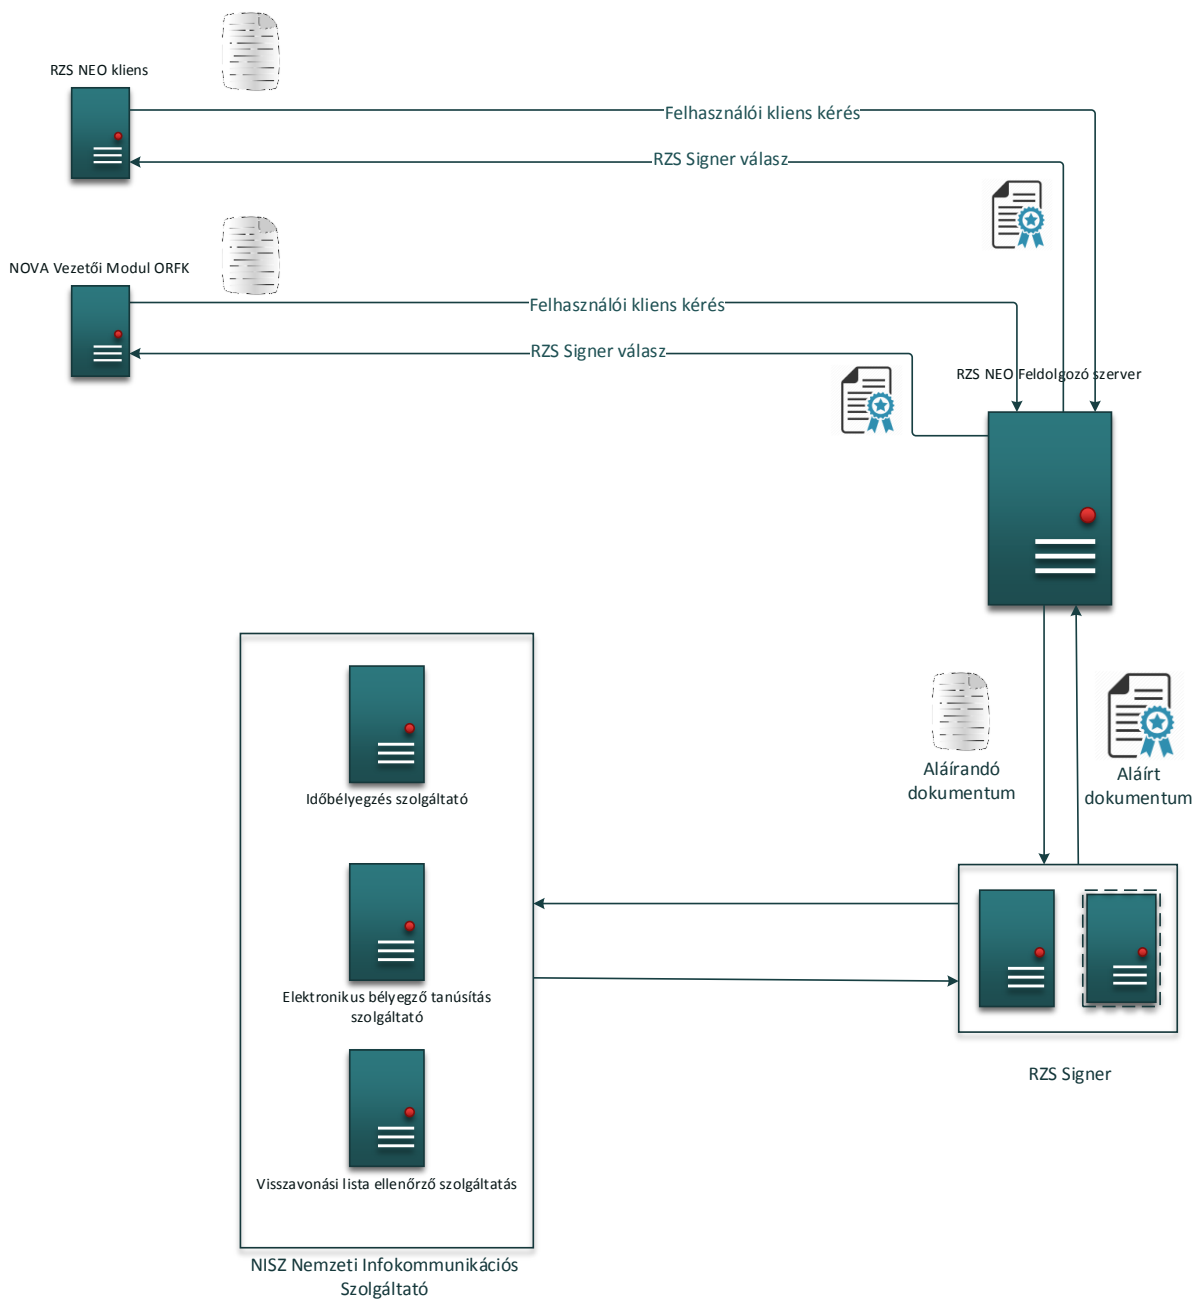 RZS NEO kliens
Felhasználói kliens kérés
RZS Signer válasz
NOVA Vezetői Modul ORFK
Felhasználói kliens kérés
RZS Signer válasz
RZS NEO Feldolgozó szerver
Időbélyegzés szolgáltató
Aláírandó
dokumentum
Aláírt
dokumentum
Elektronikus bélyegző tanúsítás
szolgáltató
RZS Signer
Visszavonási lista ellenőrző szolgáltatás
NISZ Nemzeti Infokommunikációs
Szolgáltató